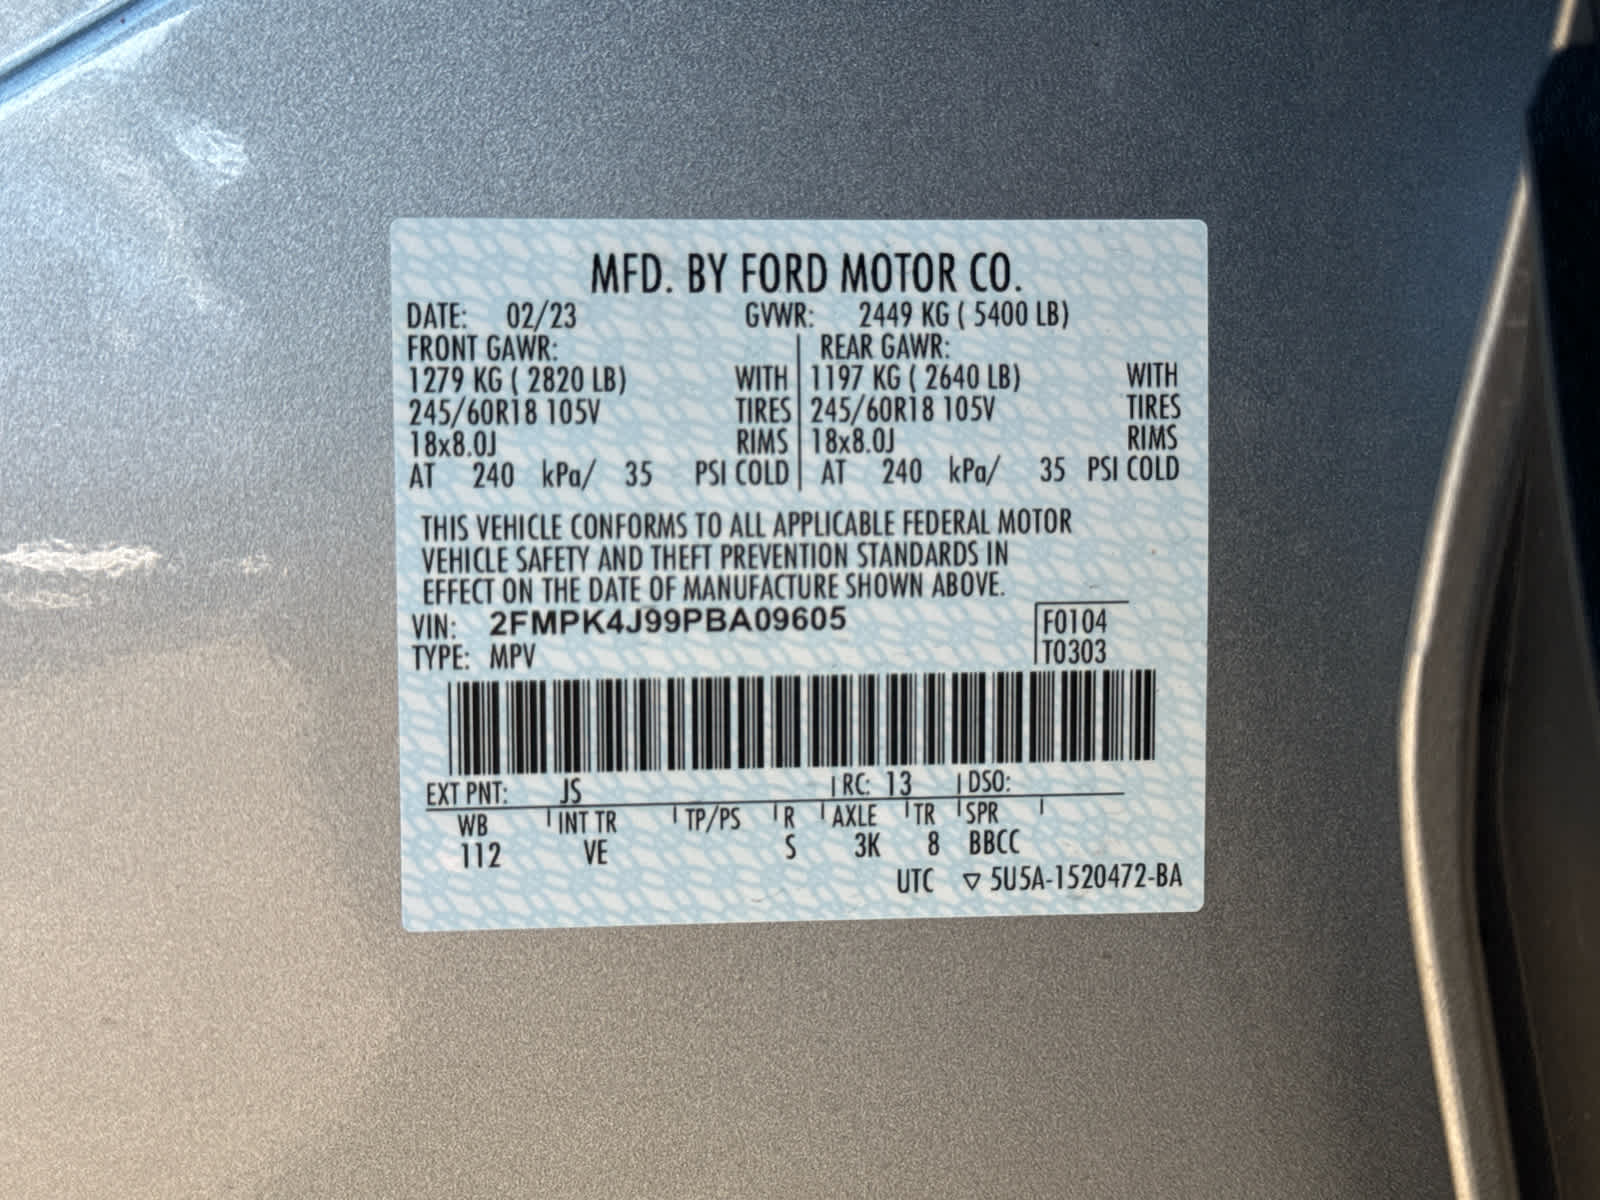 MFD. BY FORD MOTOR CO.
DATE: 02/23 GVWR: 2449 KG ( 5400 LB)
FRONT GAWR: REAR GAWR:
1279 KG ( 2820 LB) WITH 1197 KG ( 2640 LB) WITH
245/60R18 105V TIRES 245/60R18 105V TIRES
18x8.0J RIMS 18x8.0J RIMS
AT 240 kPa/ 35 PSI COLD AT 240 kPa/ 35 PSI COLD
THIS VEHICLE CONFORMS TO ALL APPLICABLE FEDERAL MOTOR
VEHICLE SAFETY AND THEFT PREVENTION STANDARDS IN
EFFECT ON THE DATE OF MANUFACTURE SHOWN ABOVE.
VIN: 2FMPK4J99PBA09605 F0104
TYPE: MPV T0303
EXT PNT: JS RC: 13 DSO:
WB INT TR TP/PS R AXLE TR SPR
112 VE S 3K 8 BBCC
UTC ▽ 5U5A-1520472-BA